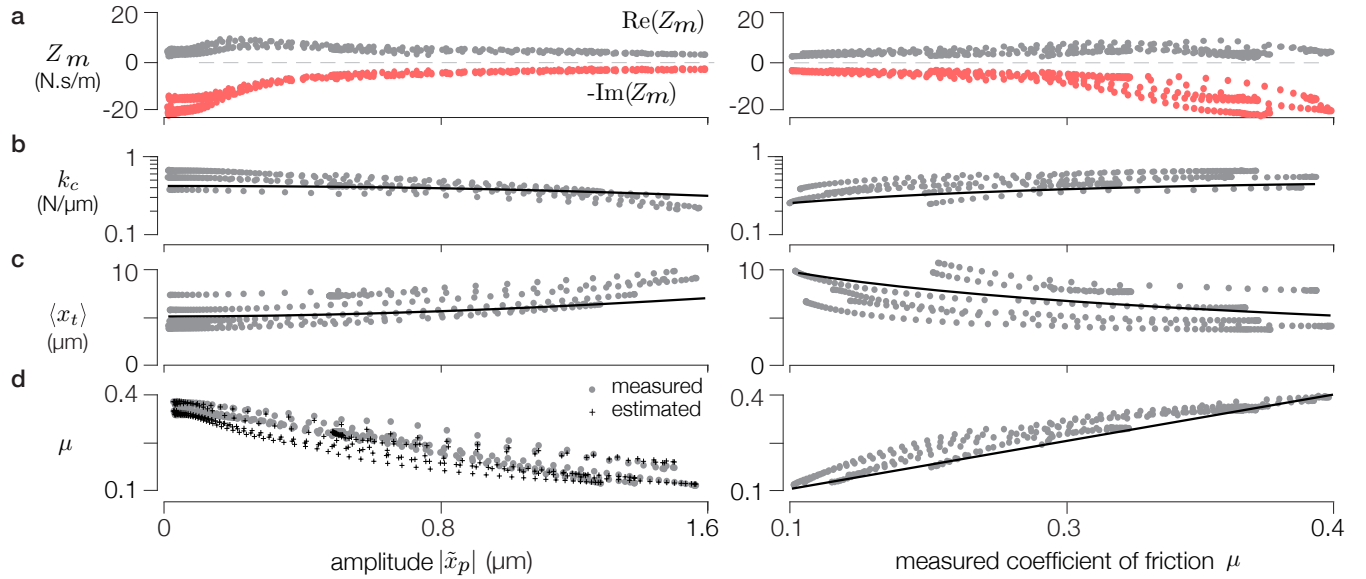 a
Z_m
(N.s/m)
20
0
-20
Re(Z_m)
-Im(Z_m)
20
0
-20
b
k_c
(N/µm)
1
0.1
1
0.1
c
⟨x_t⟩
(µm)
10
0
10
0
d
μ
0.4
0.1
measured
estimated
0.4
0.1
0 0.8 1.6
0.1 0.3 0.4
amplitude |x̃_p| (µm)
measured coefficient of friction μ